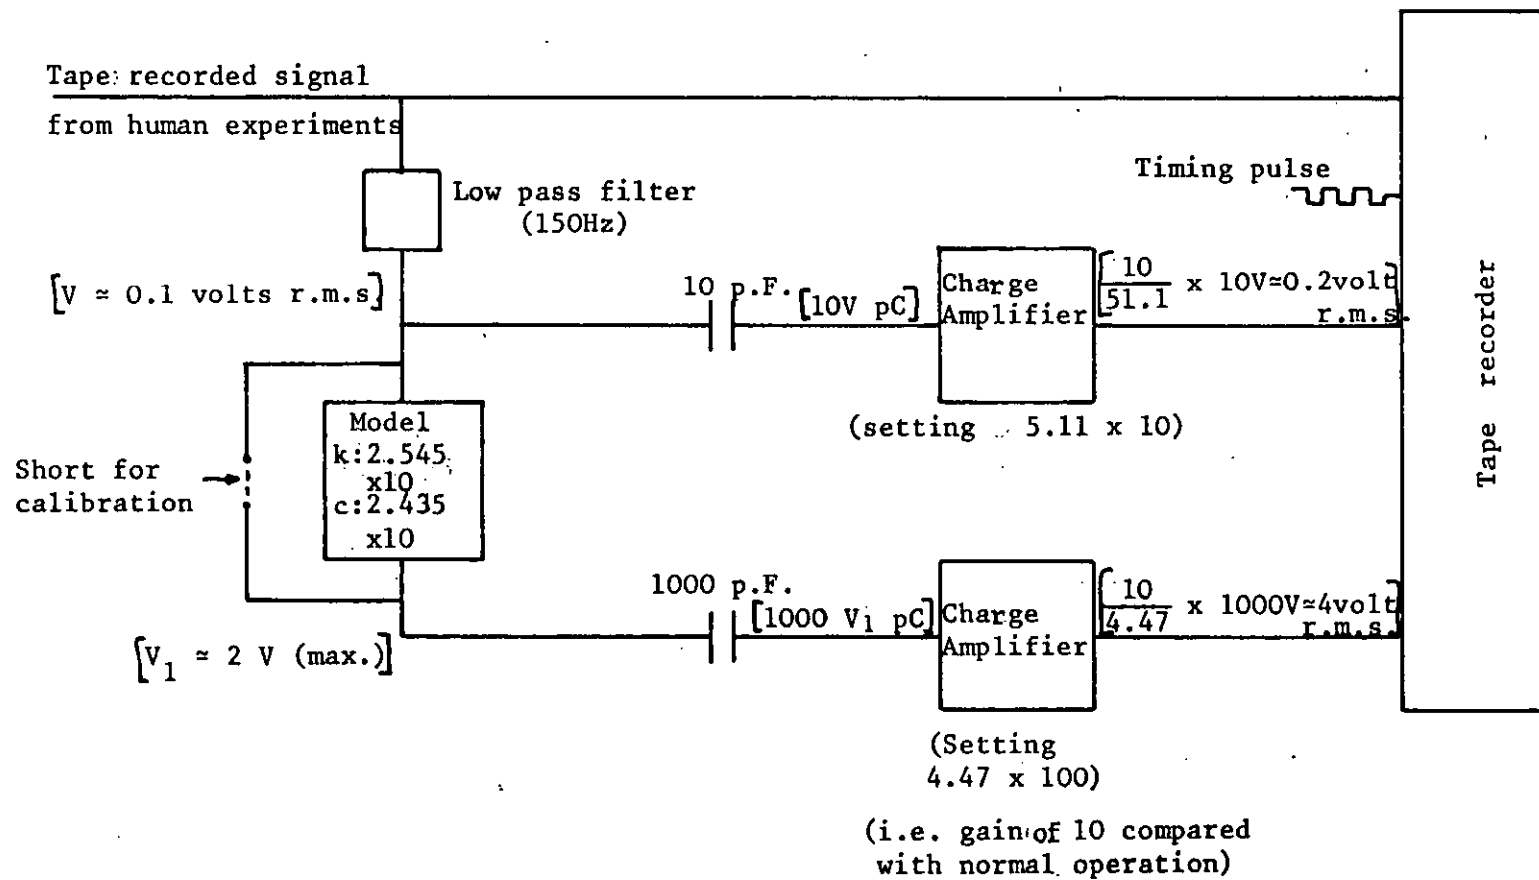 Tape recorded signal
from human experiments
Low pass filter
(150Hz)
Timing pulse
[V ≃ 0.1 volts r.m.s]
10 p.F.
[10V pC]
Charge
Amplifier
[10/51.1 x 10V≃0.2volt]
r.m.s.
(setting 5.11 x 10)
Tape recorder
Model
k:2.545
x10
c:2.435
x10
Short for
calibration
1000 p.F.
[1000 V1 pC]
Charge
Amplifier
[10/4.47 x 1000V≃4volt]
r.m.s.
[V1 ≃ 2 V (max.)]
(Setting
4.47 x 100)
(i.e. gain of 10 compared
with normal operation)